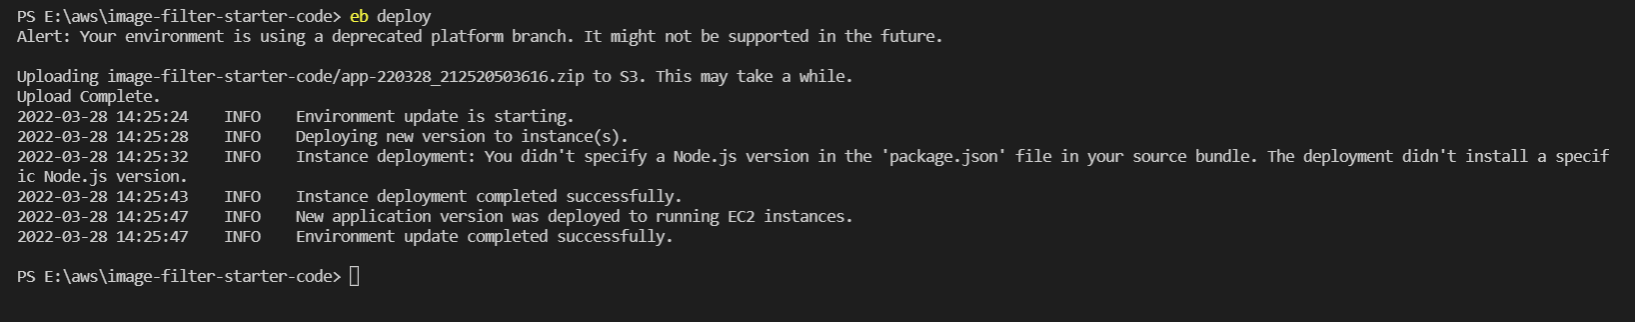 PS E:\aws\image-filter-starter-code> eb deploy
Alert: Your environment is using a deprecated platform branch. It might not be supported in the future.
Uploading image-filter-starter-code/app-220328_212520503616.zip to S3. This may take a while.
Upload Complete.
2022-03-28 14:25:24    INFO    Environment update is starting.
2022-03-28 14:25:28    INFO    Deploying new version to instance(s).
2022-03-28 14:25:32    INFO    Instance deployment: You didn't specify a Node.js version in the 'package.json' file in your source bundle. The deployment didn't install a specif
ic Node.js version.
2022-03-28 14:25:43    INFO    Instance deployment completed successfully.
2022-03-28 14:25:47    INFO    New application version was deployed to running EC2 instances.
2022-03-28 14:25:47    INFO    Environment update completed successfully.
PS E:\aws\image-filter-starter-code>